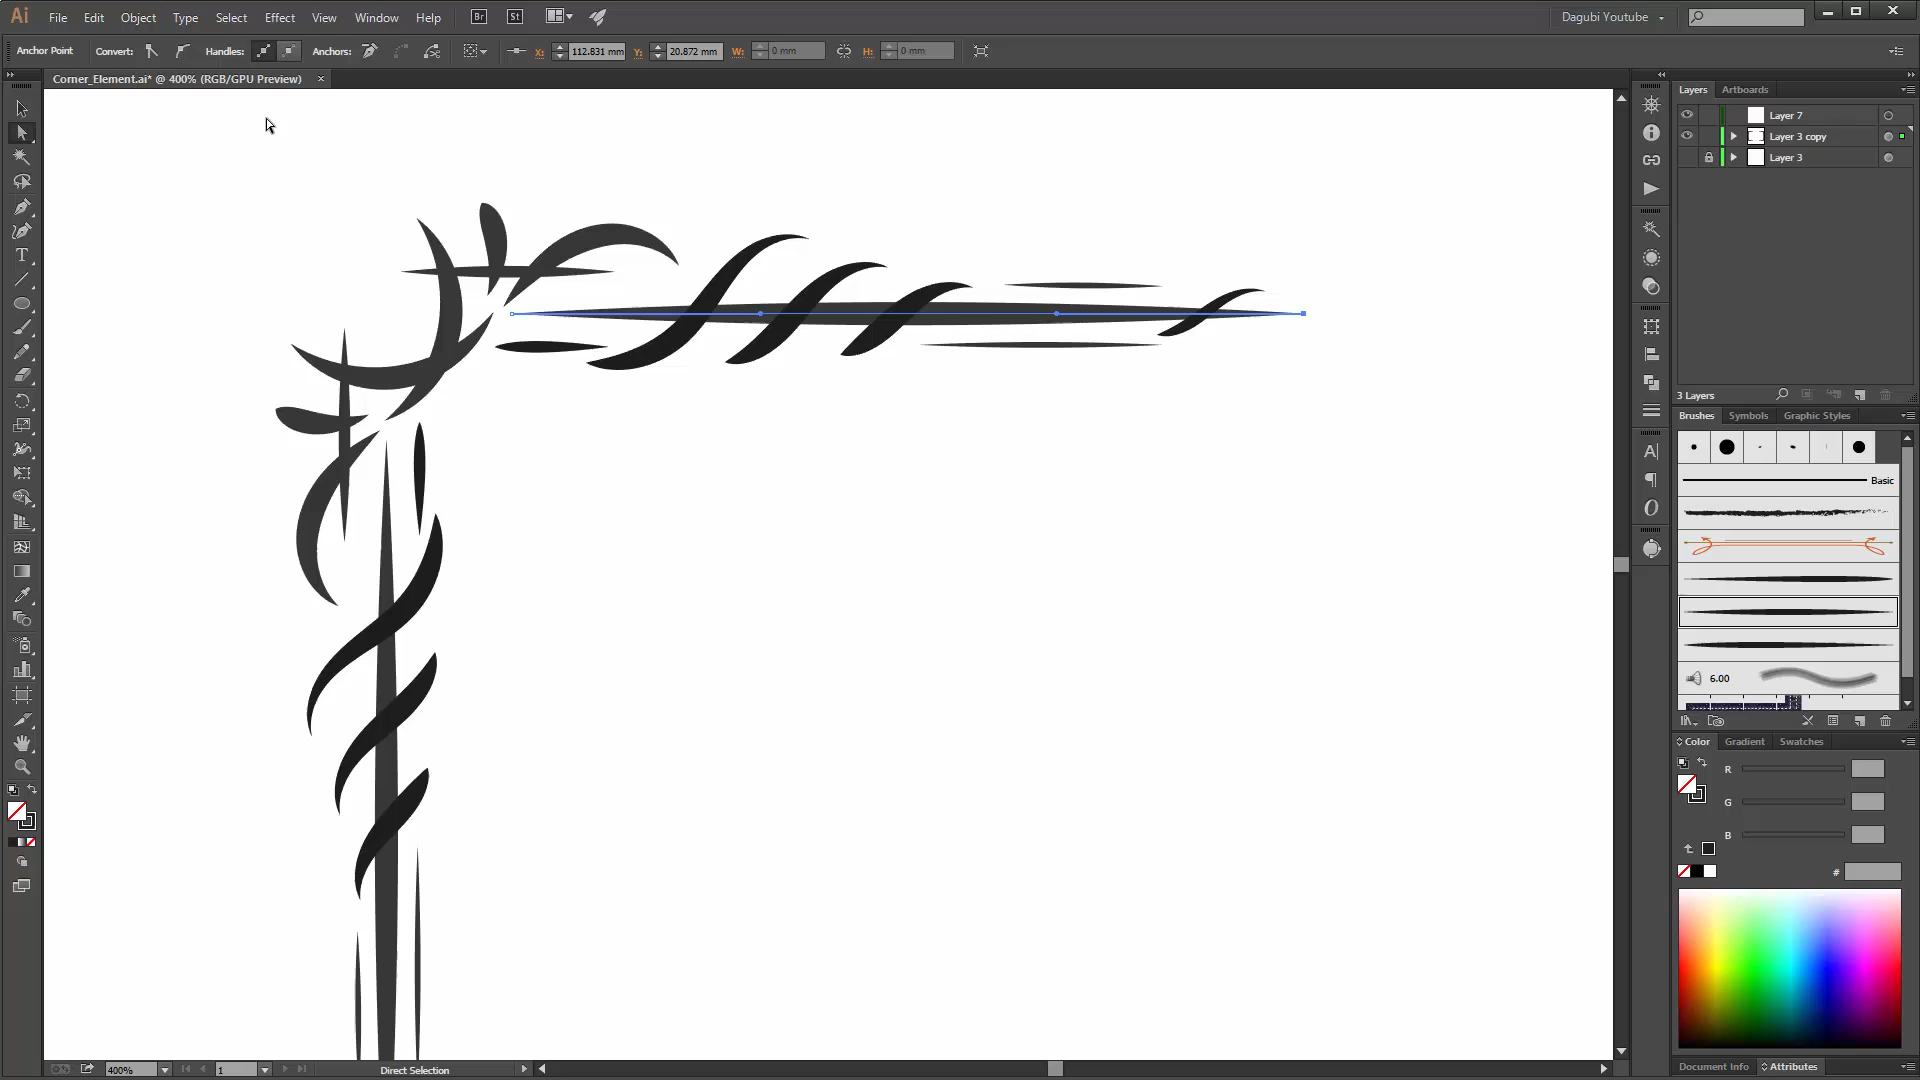 Ai File Edit Object Type Select Effect View Window Help Br St Dagubi Youtube
Anchor Point Convert: Handles: Anchors: X: 112.831 mm Y: 20.872 mm W: 0 mm H: 0 mm
Corner_Element.ai* @ 400% (RGB/GPU Preview) ×
Layers Artboards
Layer 7
Layer 3 copy
Layer 3
3 Layers
Brushes Symbols Graphic Styles
Basic
6.00
Color Gradient Swatches
R
G
B
#
400% 1 Direct Selection
Document Info Attributes